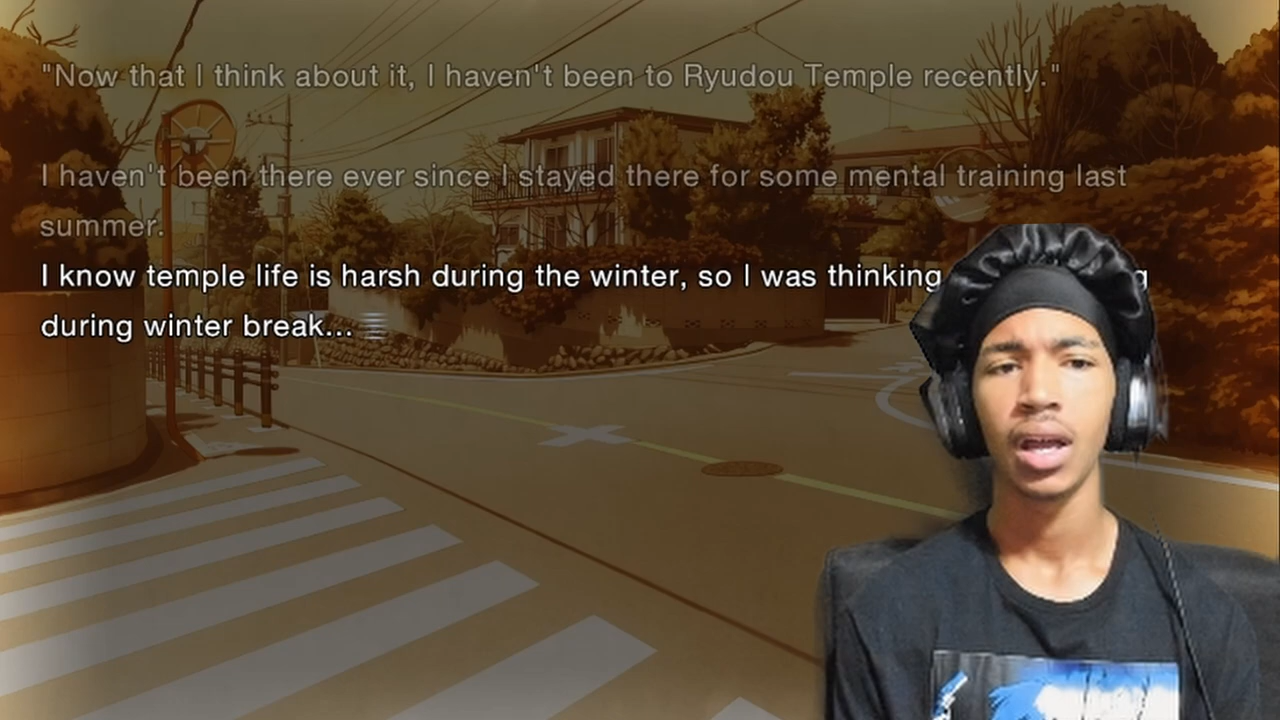 "Now that I think about it, I haven't been to Ryudou Temple recently."
I haven't been there ever since I stayed there for some mental training last
summer.
I know temple life is harsh during the winter, so I was thinking
during winter break...